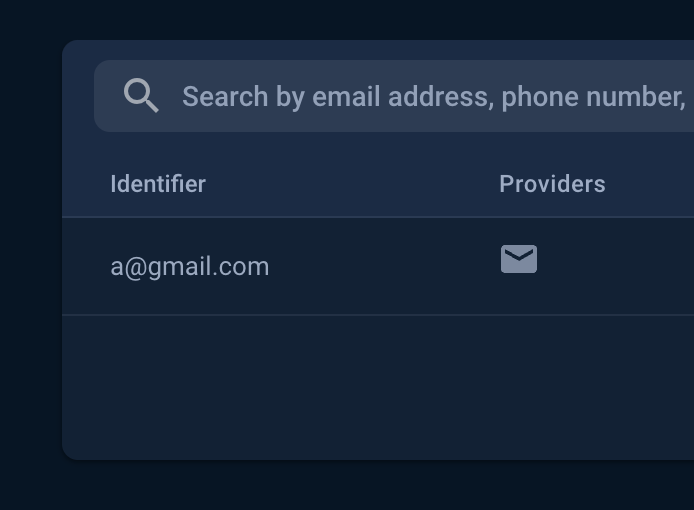 Search by email address, phone number,
Identifier Providers
a@gmail.com